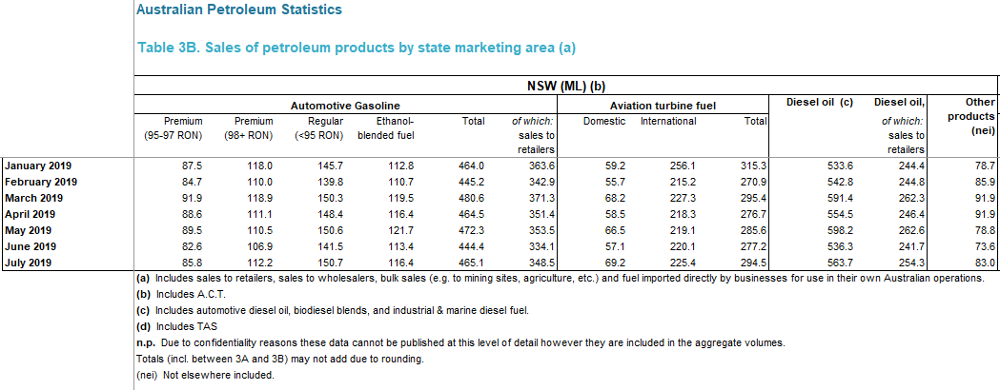 Australian Petroleum Statistics
Table 3B. Sales of petroleum products by state marketing area (a)
NSW (ML) (b)
Automotive Gasoline Aviation turbine fuel Diesel oil (c) Diesel oil, of which: sales to retailers Other products (nei)
Premium (95-97 RON) Premium (98+ RON) Regular (<95 RON) Ethanol-blended fuel Total of which: sales to retailers Domestic International Total
January 2019 87.5 118.0 145.7 112.8 464.0 363.6 59.2 256.1 315.3 533.6 244.4 78.7
February 2019 84.7 110.0 139.8 110.7 445.2 342.9 55.7 215.2 270.9 542.8 244.8 85.9
March 2019 91.9 118.9 150.3 119.5 480.6 371.3 68.2 227.3 295.4 591.4 262.3 91.9
April 2019 88.6 111.1 148.4 116.4 464.5 351.4 58.5 218.3 276.7 554.5 246.4 91.9
May 2019 89.5 110.5 150.6 121.7 472.3 353.5 66.5 219.1 285.6 598.2 262.6 78.8
June 2019 82.6 106.9 141.5 113.4 444.4 334.1 57.1 220.1 277.2 536.3 241.7 73.6
July 2019 85.8 112.2 150.7 116.4 465.1 348.5 69.2 225.4 294.5 563.7 254.3 83.0
(a) Includes sales to retailers, sales to wholesalers, bulk sales (e.g. to mining sites, agriculture, etc.) and fuel imported directly by businesses for use in their own Australian operations.
(b) Includes A.C.T.
(c) Includes automotive diesel oil, biodiesel blends, and industrial & marine diesel fuel.
(d) Includes TAS
n.p. Due to confidentiality reasons these data cannot be published at this level of detail however they are included in the aggregate volumes.
Totals (incl. between 3A and 3B) may not add due to rounding.
(nei) Not elsewhere included.